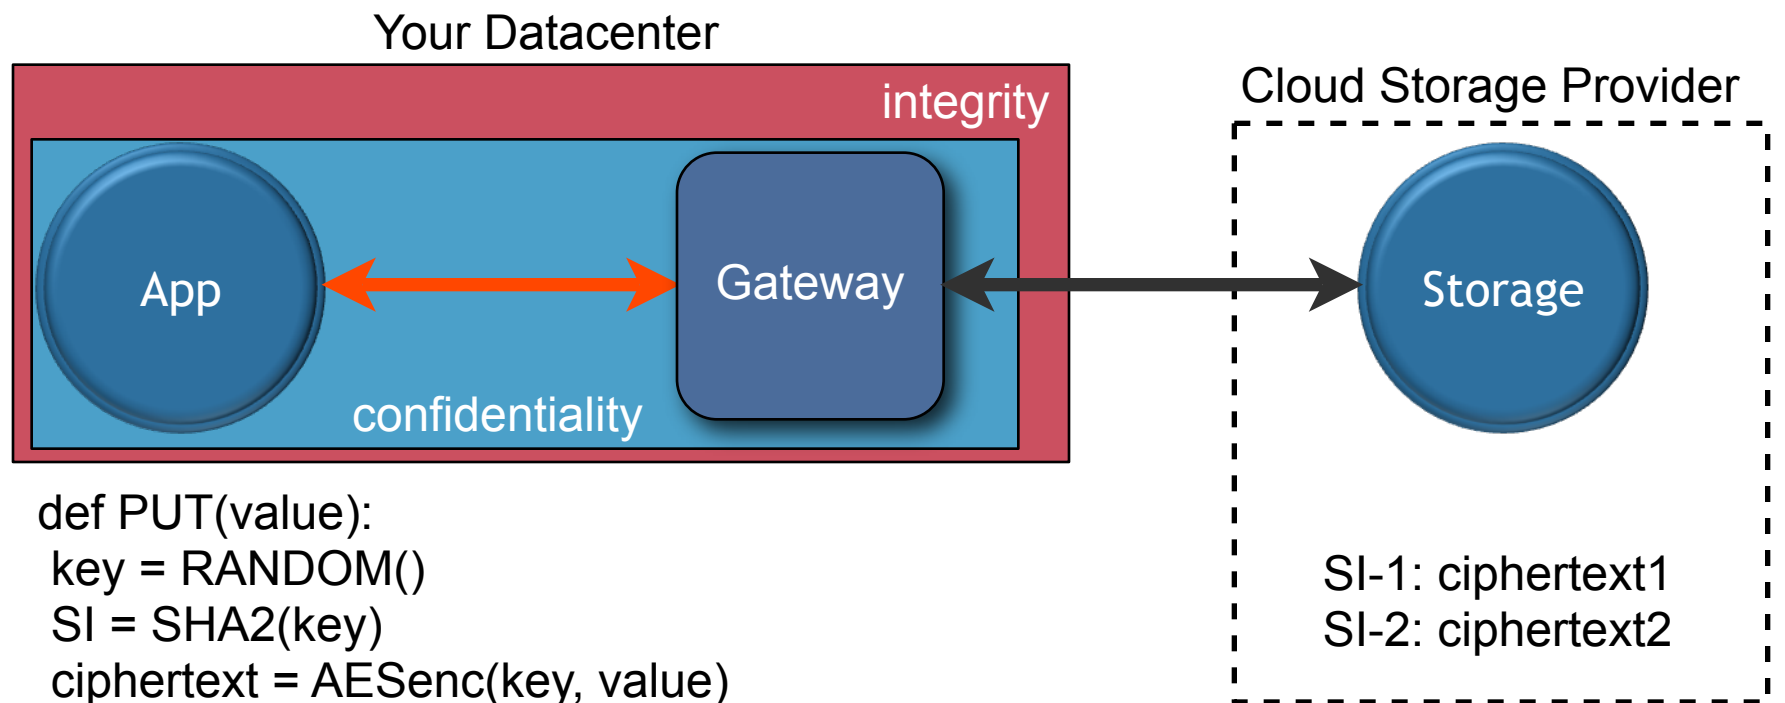 Your Datacenter
integrity
Cloud Storage Provider
App
Gateway
Storage
confidentiality
def PUT(value):
key = RANDOM()
SI = SHA2(key)
ciphertext = AESenc(key, value)
SI-1: ciphertext1
SI-2: ciphertext2